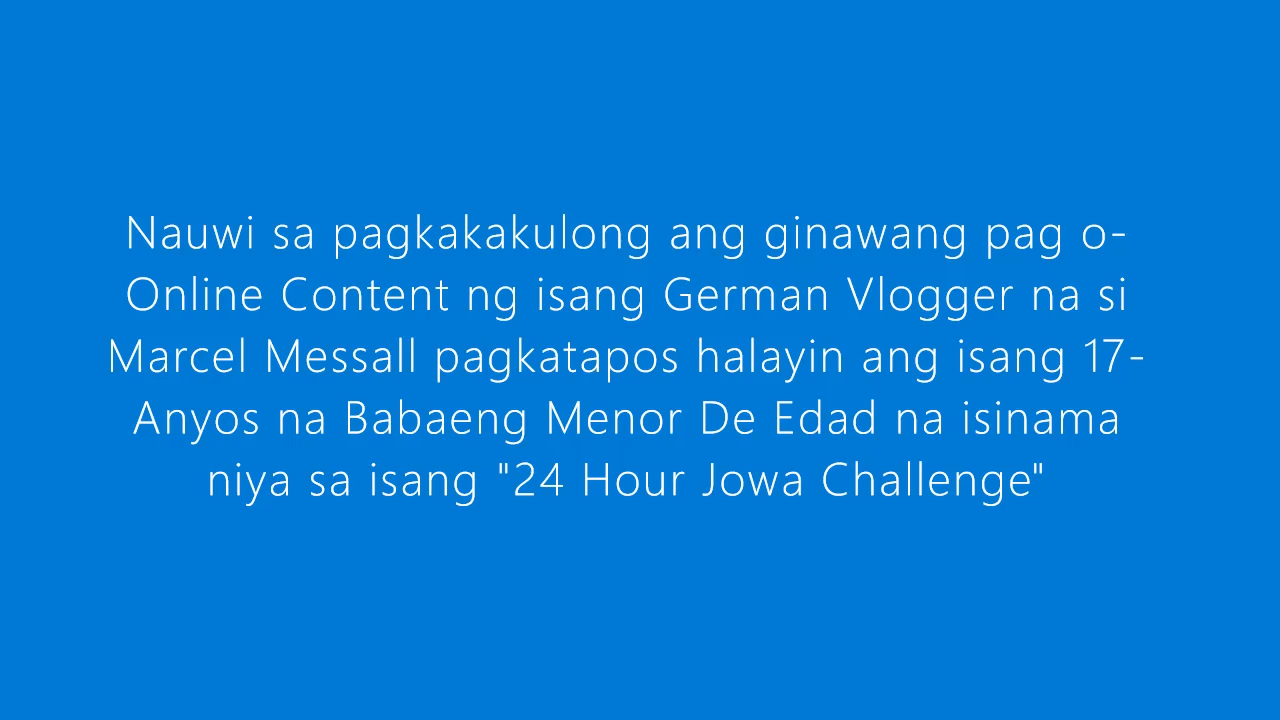 Nauwi sa pagkakakulong ang ginawang pag o-
Online Content ng isang German Vlogger na si
Marcel Messall pagkatapos halayin ang isang 17-
Anyos na Babaeng Menor De Edad na isinama
niya sa isang "24 Hour Jowa Challenge"